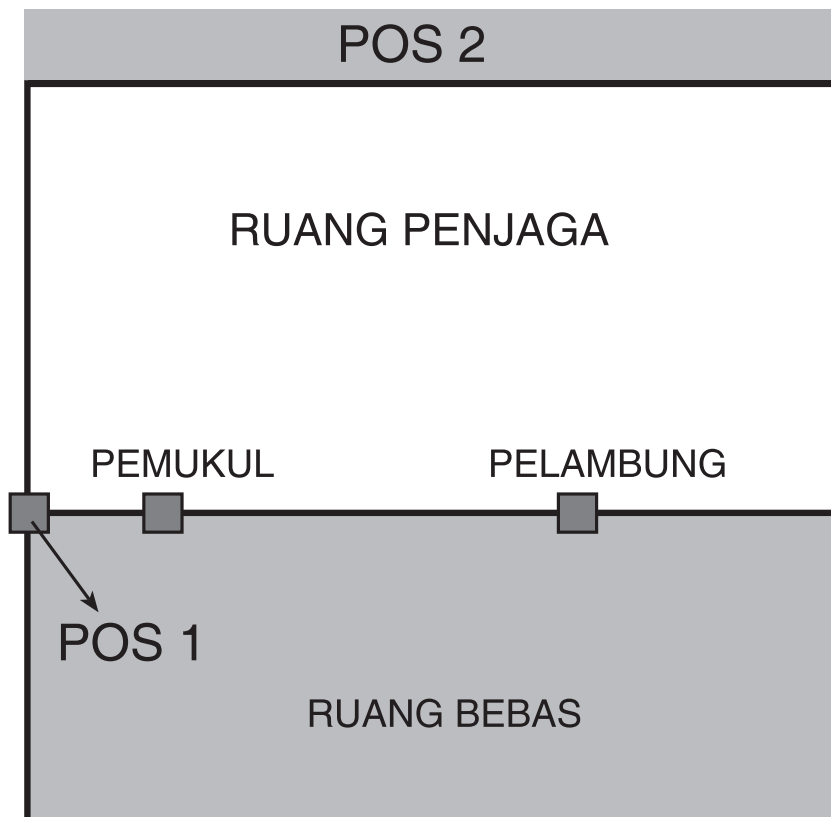 POS 2
RUANG PENJAGA
PEMUKUL
PELAMBUNG
POS 1
RUANG BEBAS